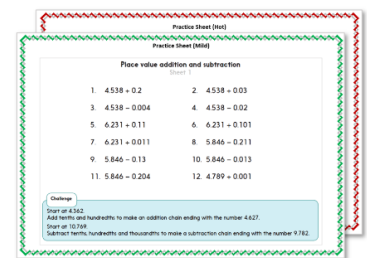 Practice Sheet (Hot)
Practice Sheet (Mild)
Place value addition and subtraction
Sheet 1
1. 4.538 + 0.2
2. 4.538 + 0.03
3. 4.538 − 0.004
4. 4.538 − 0.02
5. 6.231 + 0.11
6. 6.231 + 0.101
7. 6.231 + 0.011
8. 5.846 − 0.211
9. 5.846 − 0.13
10. 5.846 − 0.013
11. 5.846 − 0.204
12. 4.789 + 0.001
Challenge
Start at 4.362.
Add tenths and hundredths to make an addition chain ending with the number 4.627.
Start at 10.769.
Subtract tenths, hundredths and thousandths to make a subtraction chain ending with the number 9.782.